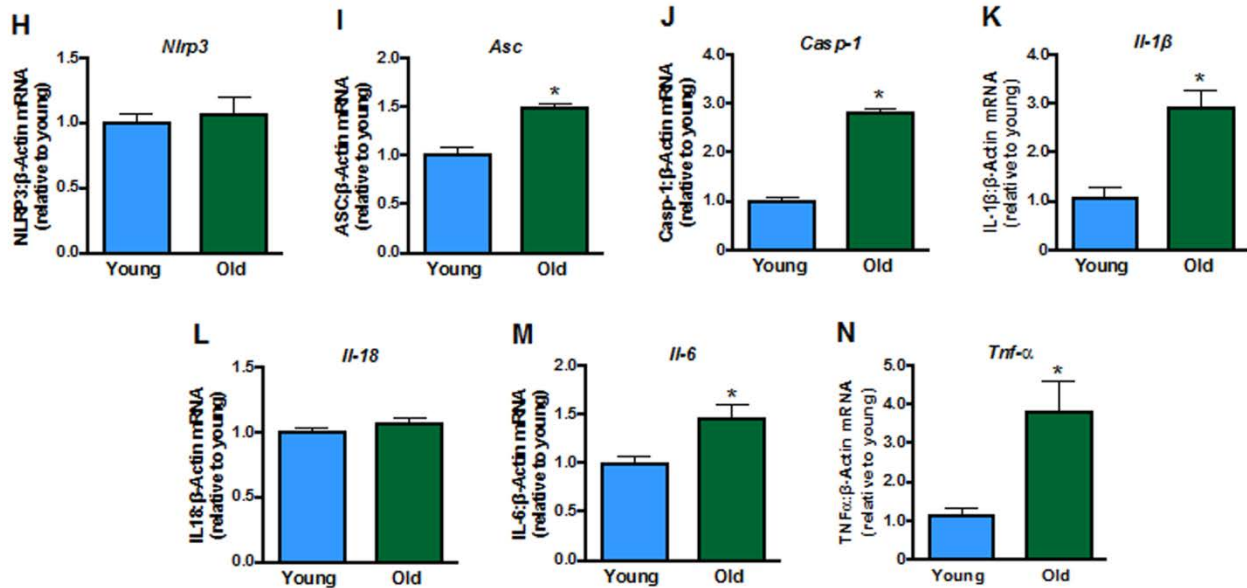 H
Nlrp3
NLRP3:β-Actin mRNA
(relative to young)
1.5
1.0
0.5
0.0
Young Old
I
Asc
ASC:β-Actin mRNA
(relative to young)
2.0
1.5
1.0
0.5
0.0
*
Young Old
J
Casp-1
Casp-1:β-Actin mRNA
(relative to young)
4.0
3.0
2.0
1.0
0
*
Young Old
K
Il-1β
IL-1β:β-Actin mRNA
(relative to young)
4.0
3.0
2.0
1.0
0
*
Young Old
L
Il-18
IL18:β-Actin mRNA
(relative to young)
1.5
1.0
0.5
0.0
Young Old
M
Il-6
IL-6:β-Actin mRNA
(relative to young)
2.0
1.5
1.0
0.5
0.0
*
Young Old
N
Tnf-α
TNFα:β-Actin mRNA
(relative to young)
5.0
4.0
3.0
2.0
1.0
0
*
Young Old